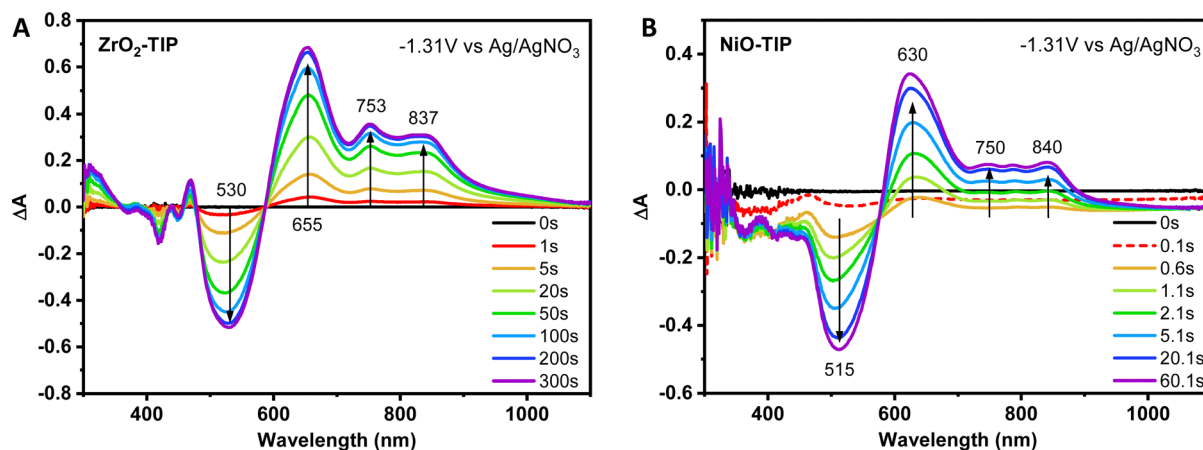 A
ZrO₂-TIP
-1.31V vs Ag/AgNO₃
0.8
0.6
0.4
0.2
0.0
-0.2
-0.4
-0.6
-0.8
ΔA
530
655
753
837
0s
1s
5s
20s
50s
100s
200s
300s
400
600
800
1000
Wavelength (nm)
B
NiO-TIP
-1.31V vs Ag/AgNO₃
0.4
0.2
0.0
-0.2
-0.4
-0.6
ΔA
630
750
840
515
0s
0.1s
0.6s
1.1s
2.1s
5.1s
20.1s
60.1s
400
600
800
1000
Wavelength (nm)